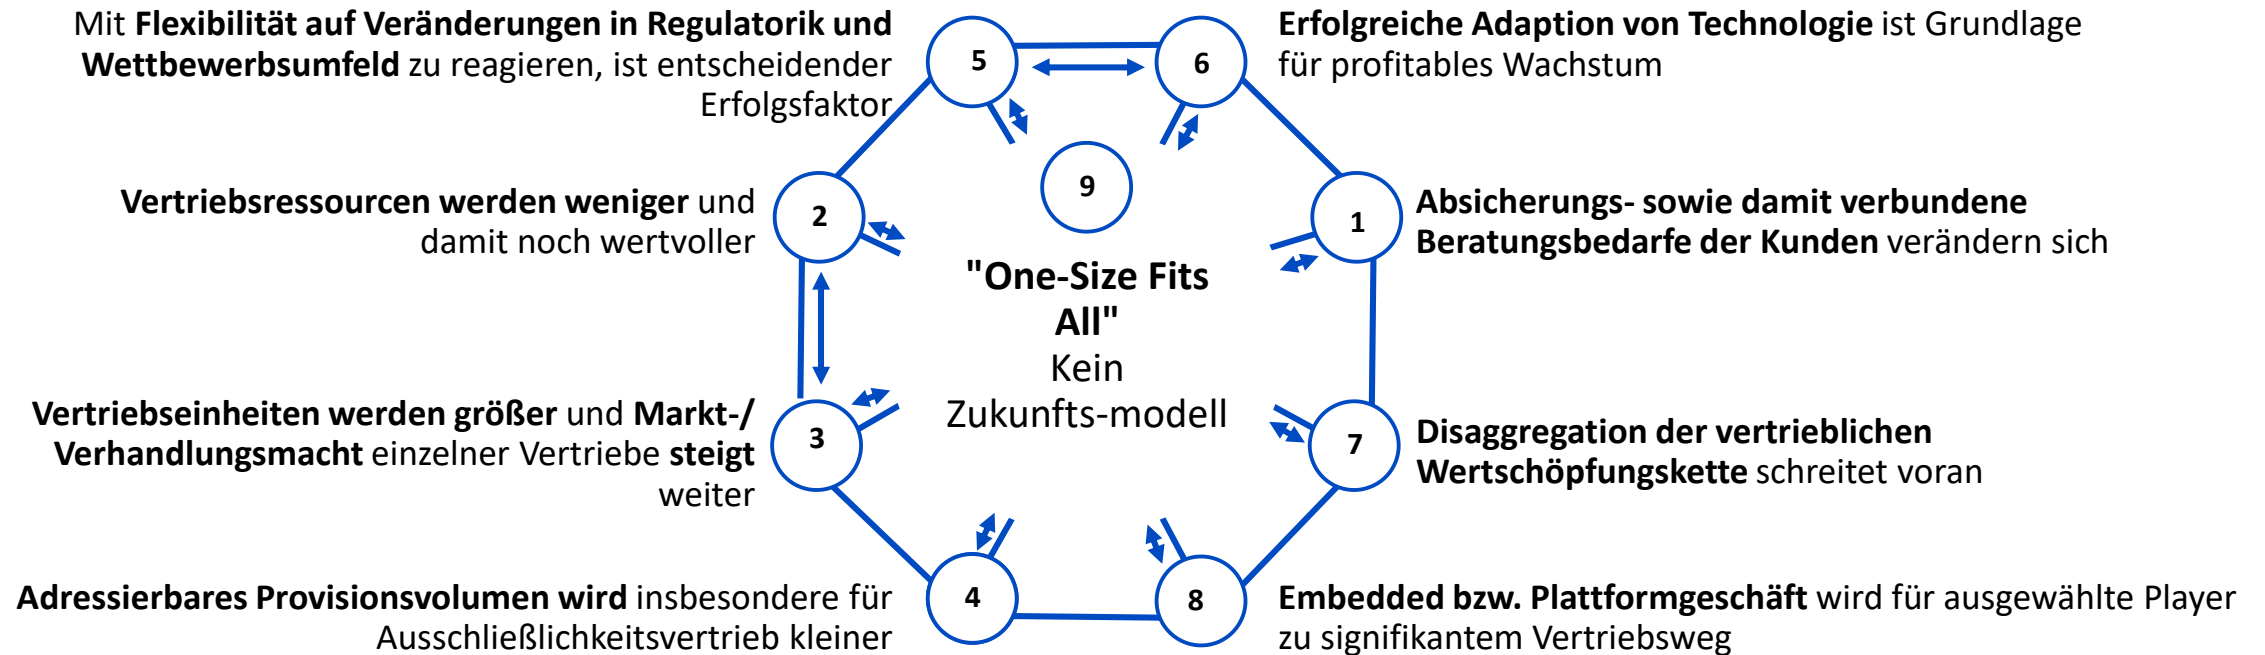 Mit Flexibilität auf Veränderungen in Regulatorik und
Wettbewerbsumfeld zu reagieren, ist entscheidender
Erfolgsfaktor
5
6
Erfolgreiche Adaption von Technologie ist Grundlage
für profitables Wachstum
Vertriebsressourcen werden weniger und
damit noch wertvoller
2
9
"One-Size Fits
All"
Kein
Zukunfts-modell
1
Absicherungs- sowie damit verbundene
Beratungsbedarfe der Kunden verändern sich
Vertriebseinheiten werden größer und Markt-/
Verhandlungsmacht einzelner Vertriebe steigt
weiter
3
7
Disaggregation der vertrieblichen
Wertschöpfungskette schreitet voran
Adressierbares Provisionsvolumen wird insbesondere für
Ausschließlichkeitsvertrieb kleiner
4
8
Embedded bzw. Plattformgeschäft wird für ausgewählte Player
zu signifikantem Vertriebsweg